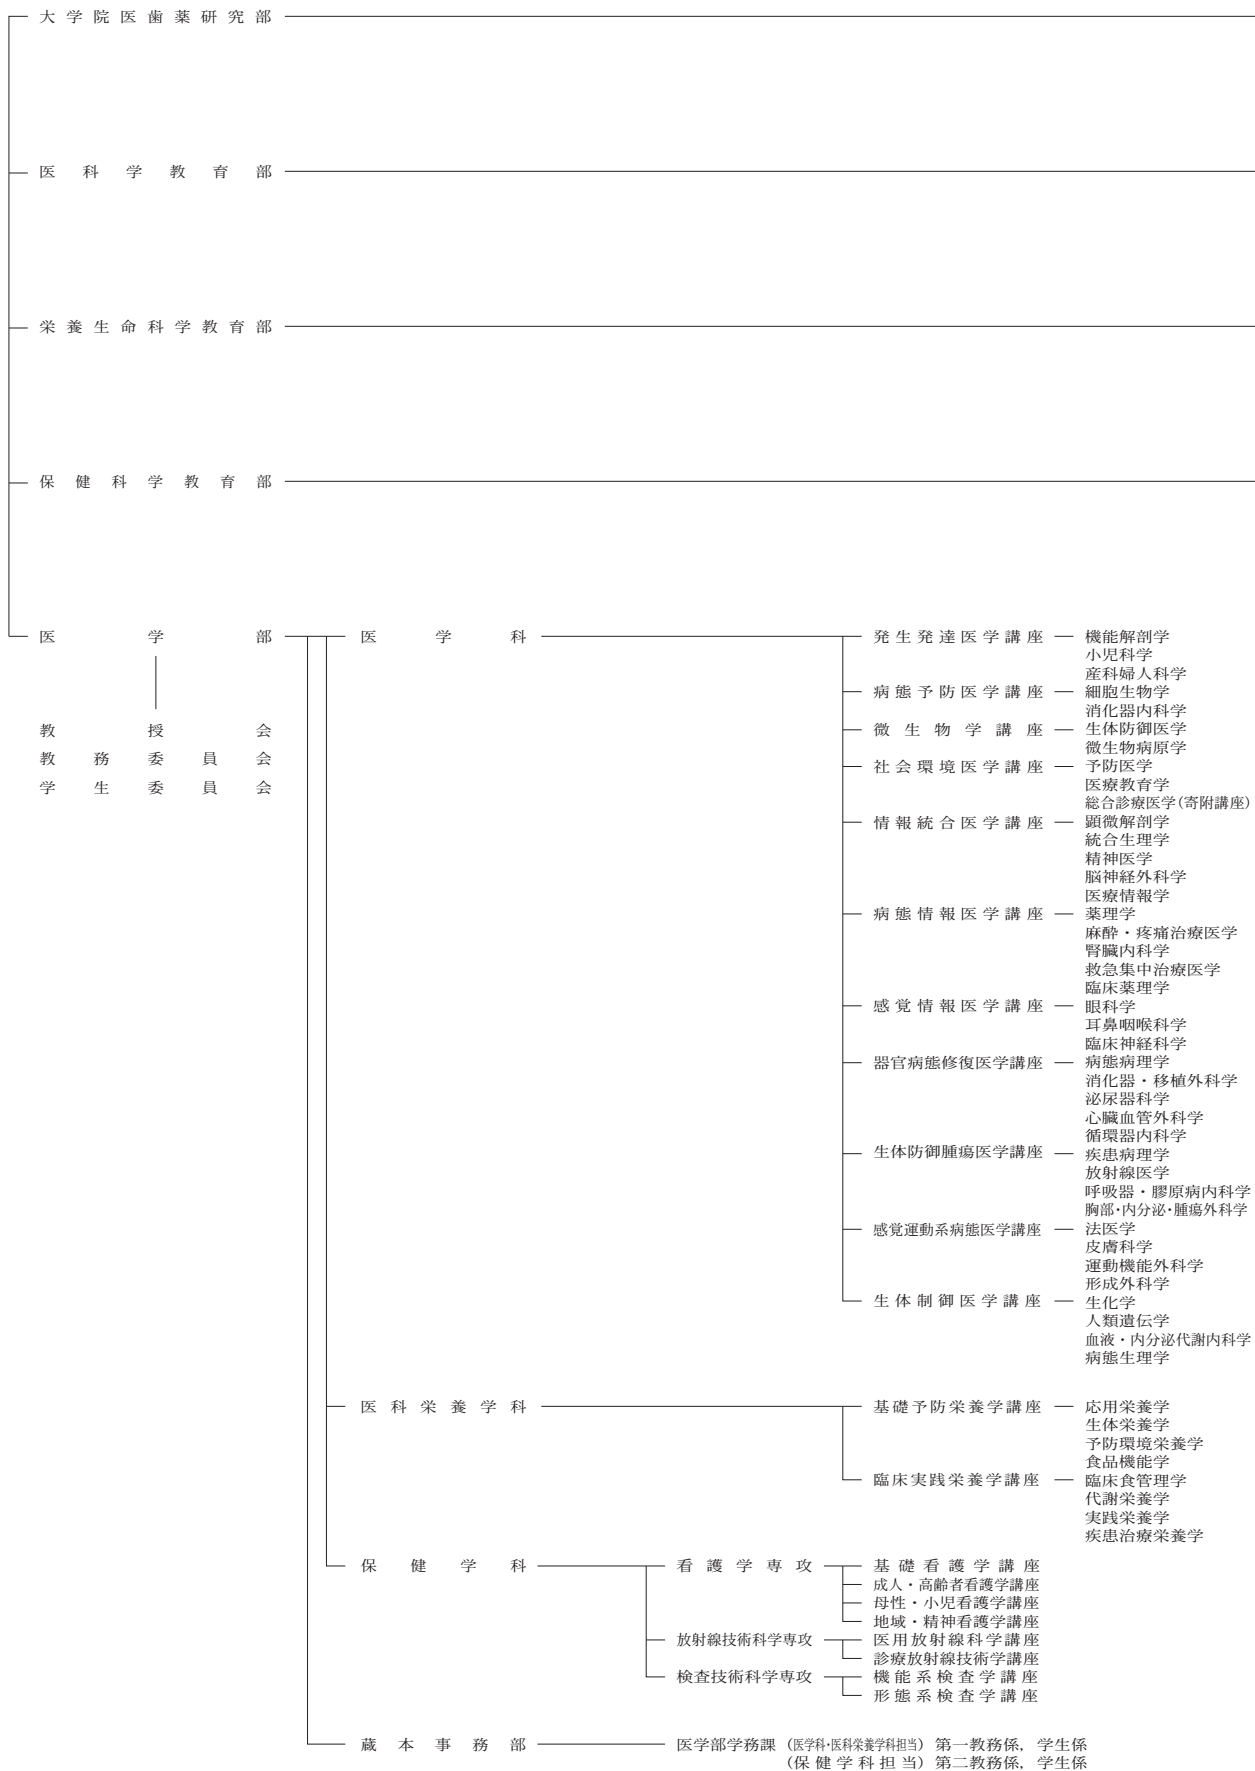 大学院医歯薬研究部
医科学教育部
栄養生命科学教育部
保健科学教育部
医学部
教授会
教務委員会
学生委員会
医学科
発生発達医学講座 機能解剖学
小児科学
産科婦人科学
病態予防医学講座 細胞生物学
消化器内科学
微生物学講座 生体防御医学
微生物病原学
社会環境医学講座 予防医学
医療教育学
総合診療医学(寄附講座)
情報統合医学講座 顕微解剖学
統合生理学
精神医学
脳神経外科学
医療情報学
病態情報医学講座 薬理学
麻酔・疼痛治療医学
腎臓内科学
救急集中治療医学
臨床薬理学
感覚情報医学講座 眼科学
耳鼻咽喉科学
臨床神経科学
器官病態修復医学講座 病態病理学
消化器・移植外科学
泌尿器科学
心臓血管外科学
循環器内科学
生体防御腫瘍医学講座 疾患病理学
放射線医学
呼吸器・膠原病内科学
胸部・内分泌・腫瘍外科学
感覚運動系病態医学講座 法医学
皮膚科学
運動機能外科学
形成外科学
生体制御医学講座 生化学
人類遺伝学
血液・内分泌代謝内科学
病態生理学
医科栄養学科
基礎予防栄養学講座 応用栄養学
生体栄養学
予防環境栄養学
食品機能学
臨床実践栄養学講座 臨床食管理学
代謝栄養学
実践栄養学
疾患治療栄養学
保健学科
看護学専攻 基礎看護学講座
成人・高齢者看護学講座
母性・小児看護学講座
地域・精神看護学講座
放射線技術科学専攻 医用放射線科学講座
診療放射線技術学講座
検査技術科学専攻 機能系検査学講座
形態系検査学講座
蔵本事務部 医学部学務課 (医学科・医科栄養学科担当) 第一教務係，学生係
(保健学科担当) 第二教務係，学生係